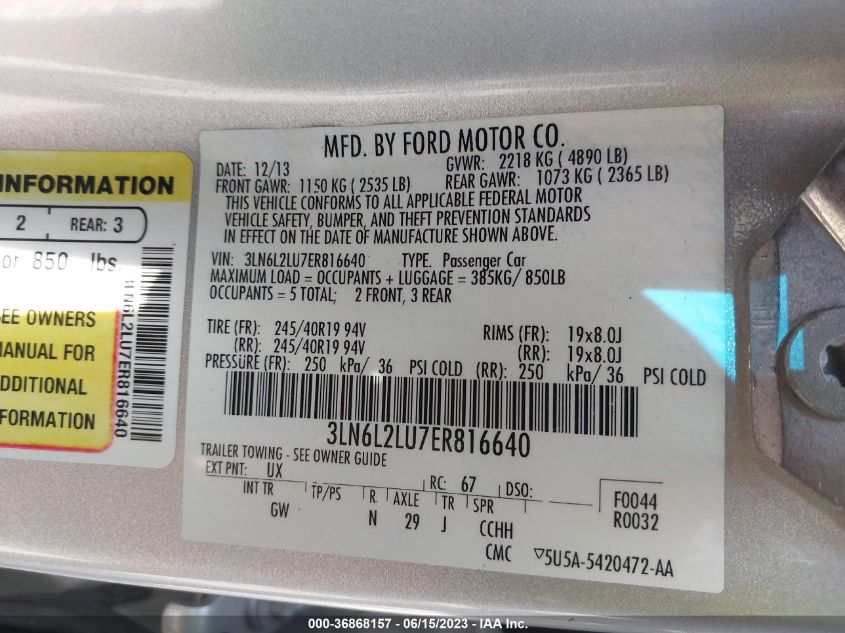 INFORMATION
2 REAR: 3
or 850 lbs.
SEE OWNERS
MANUAL FOR
ADDITIONAL
INFORMATION
3LN6L2LU7ER816640
MFD. BY FORD MOTOR CO.
DATE: 12/13 GVWR: 2218 KG ( 4890 LB)
FRONT GAWR: 1150 KG ( 2535 LB) REAR GAWR: 1073 KG ( 2365 LB)
THIS VEHICLE CONFORMS TO ALL APPLICABLE FEDERAL MOTOR
VEHICLE SAFETY, BUMPER, AND THEFT PREVENTION STANDARDS
IN EFFECT ON THE DATE OF MANUFACTURE SHOWN ABOVE.
VIN: 3LN6L2LU7ER816640 TYPE. Passenger Car
MAXIMUM LOAD = OCCUPANTS + LUGGAGE = 385KG/ 850LB
OCCUPANTS = 5 TOTAL; 2 FRONT, 3 REAR
TIRE (FR): 245/40R19 94V RIMS (FR): 19x8.0J
(RR): 245/40R19 94V (RR): 19x8.0J
PRESSURE (FR): 250 kPa/ 36 PSI COLD (RR): 250 kPa/ 36 PSI COLD
3LN6L2LU7ER816640
TRAILER TOWING - SEE OWNER GUIDE
EXT PNT: UX RC: 67 DSO:
INT TR TP/PS R AXLE TR SPR F0044
GW N 29 J CCHH R0032
CMC ▽5U5A-5420472-AA
000-36868157 - 06/15/2023 - IAA Inc.